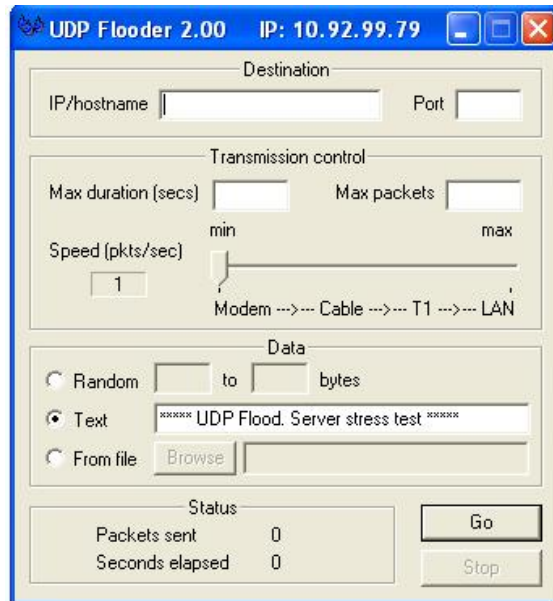 UDP Flooder 2.00 IP: 10.92.99.79
Destination
IP/hostname Port
Transmission control
Max duration (secs) Max packets
min max
Speed (pkts/sec)
1
Modem --->--- Cable --->--- T1 --->--- LAN
Data
Random to bytes
Text ***** UDP Flood. Server stress test *****
From file Browse
Status
Packets sent 0
Seconds elapsed 0
Go
Stop